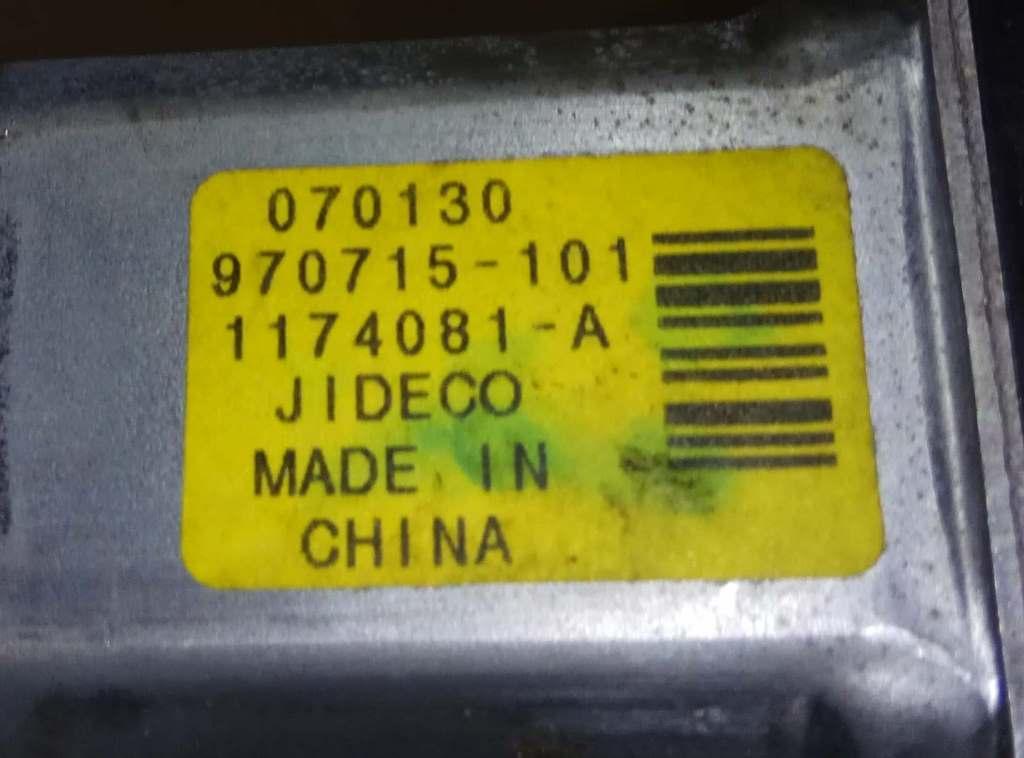 070130
970715-101
1174081-A
JIDECO
MADE IN
CHINA